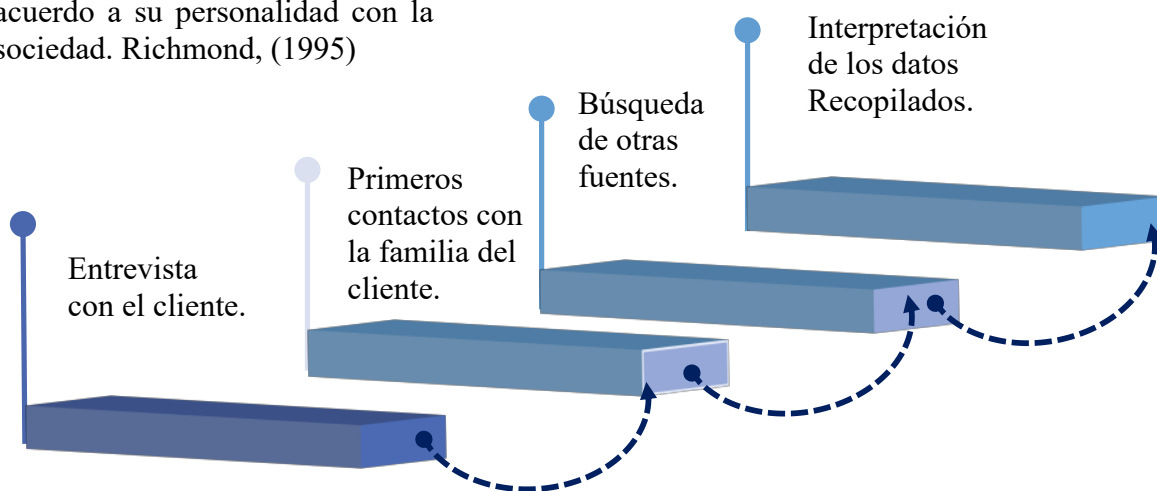 acuerdo a su personalidad con la
sociedad. Richmond, (1995)
Entrevista
con el cliente.
Primeros
contactos con
la familia del
cliente.
Búsqueda
de otras
fuentes.
Interpretación
de los datos
Recopilados.